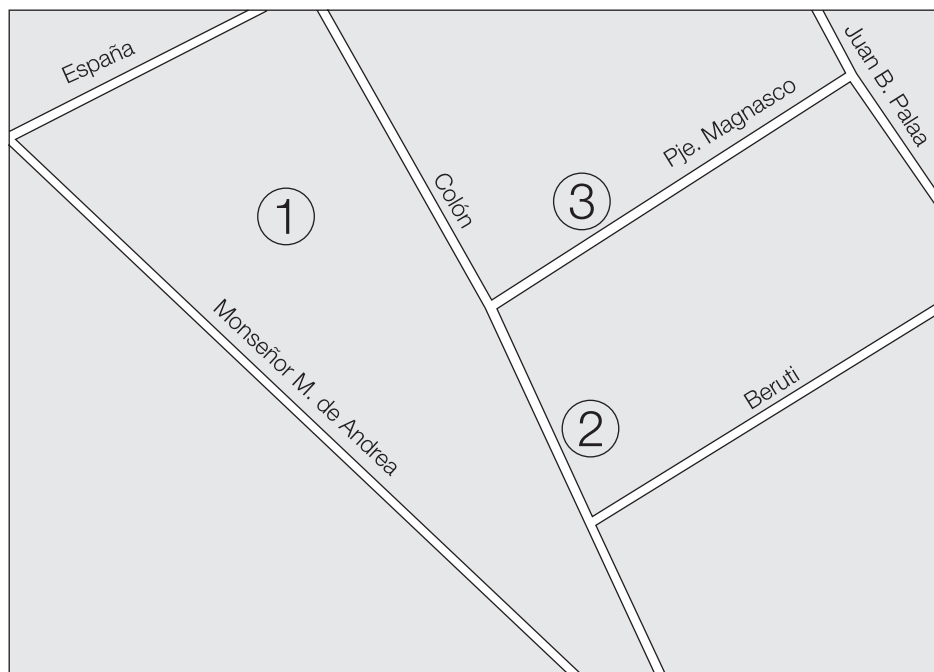 España
Juan B. Palaa
Pje. Magnasco
Colón
3
1
Monseñor M. de Andrea
Beruti
2